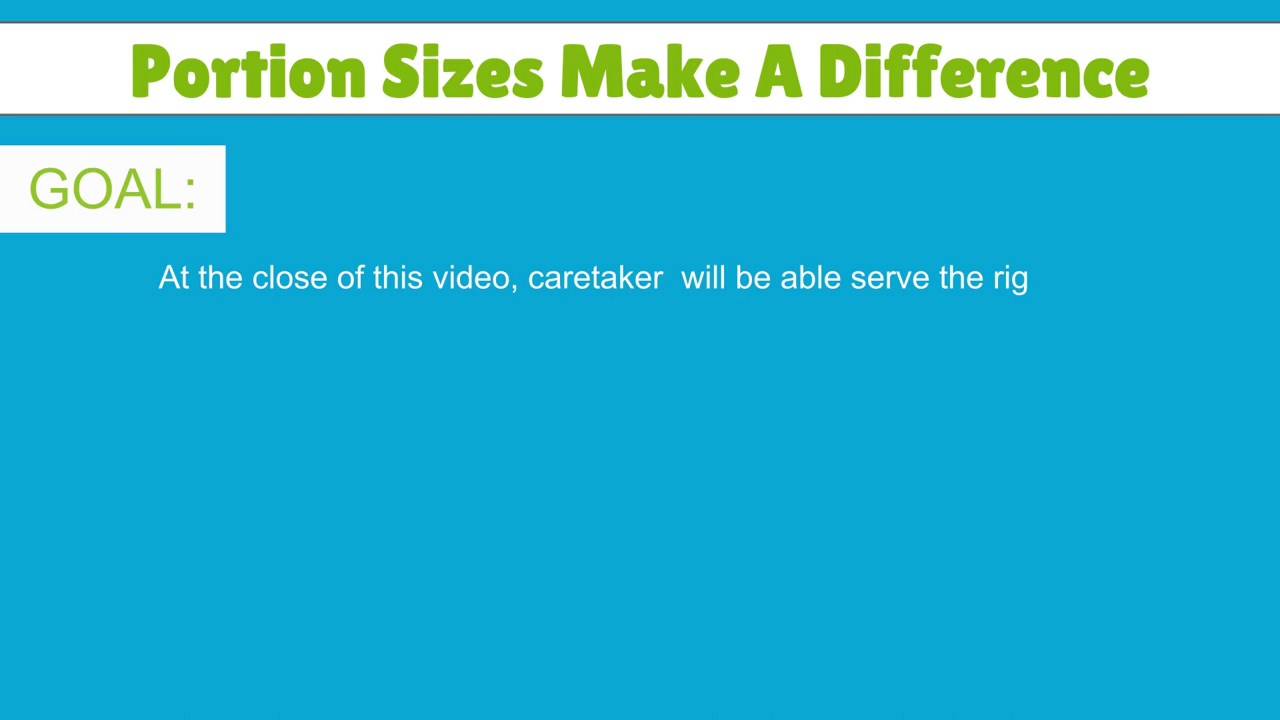 Portion Sizes Make A Difference
GOAL:
At the close of this video, caretaker  will be able serve the rig